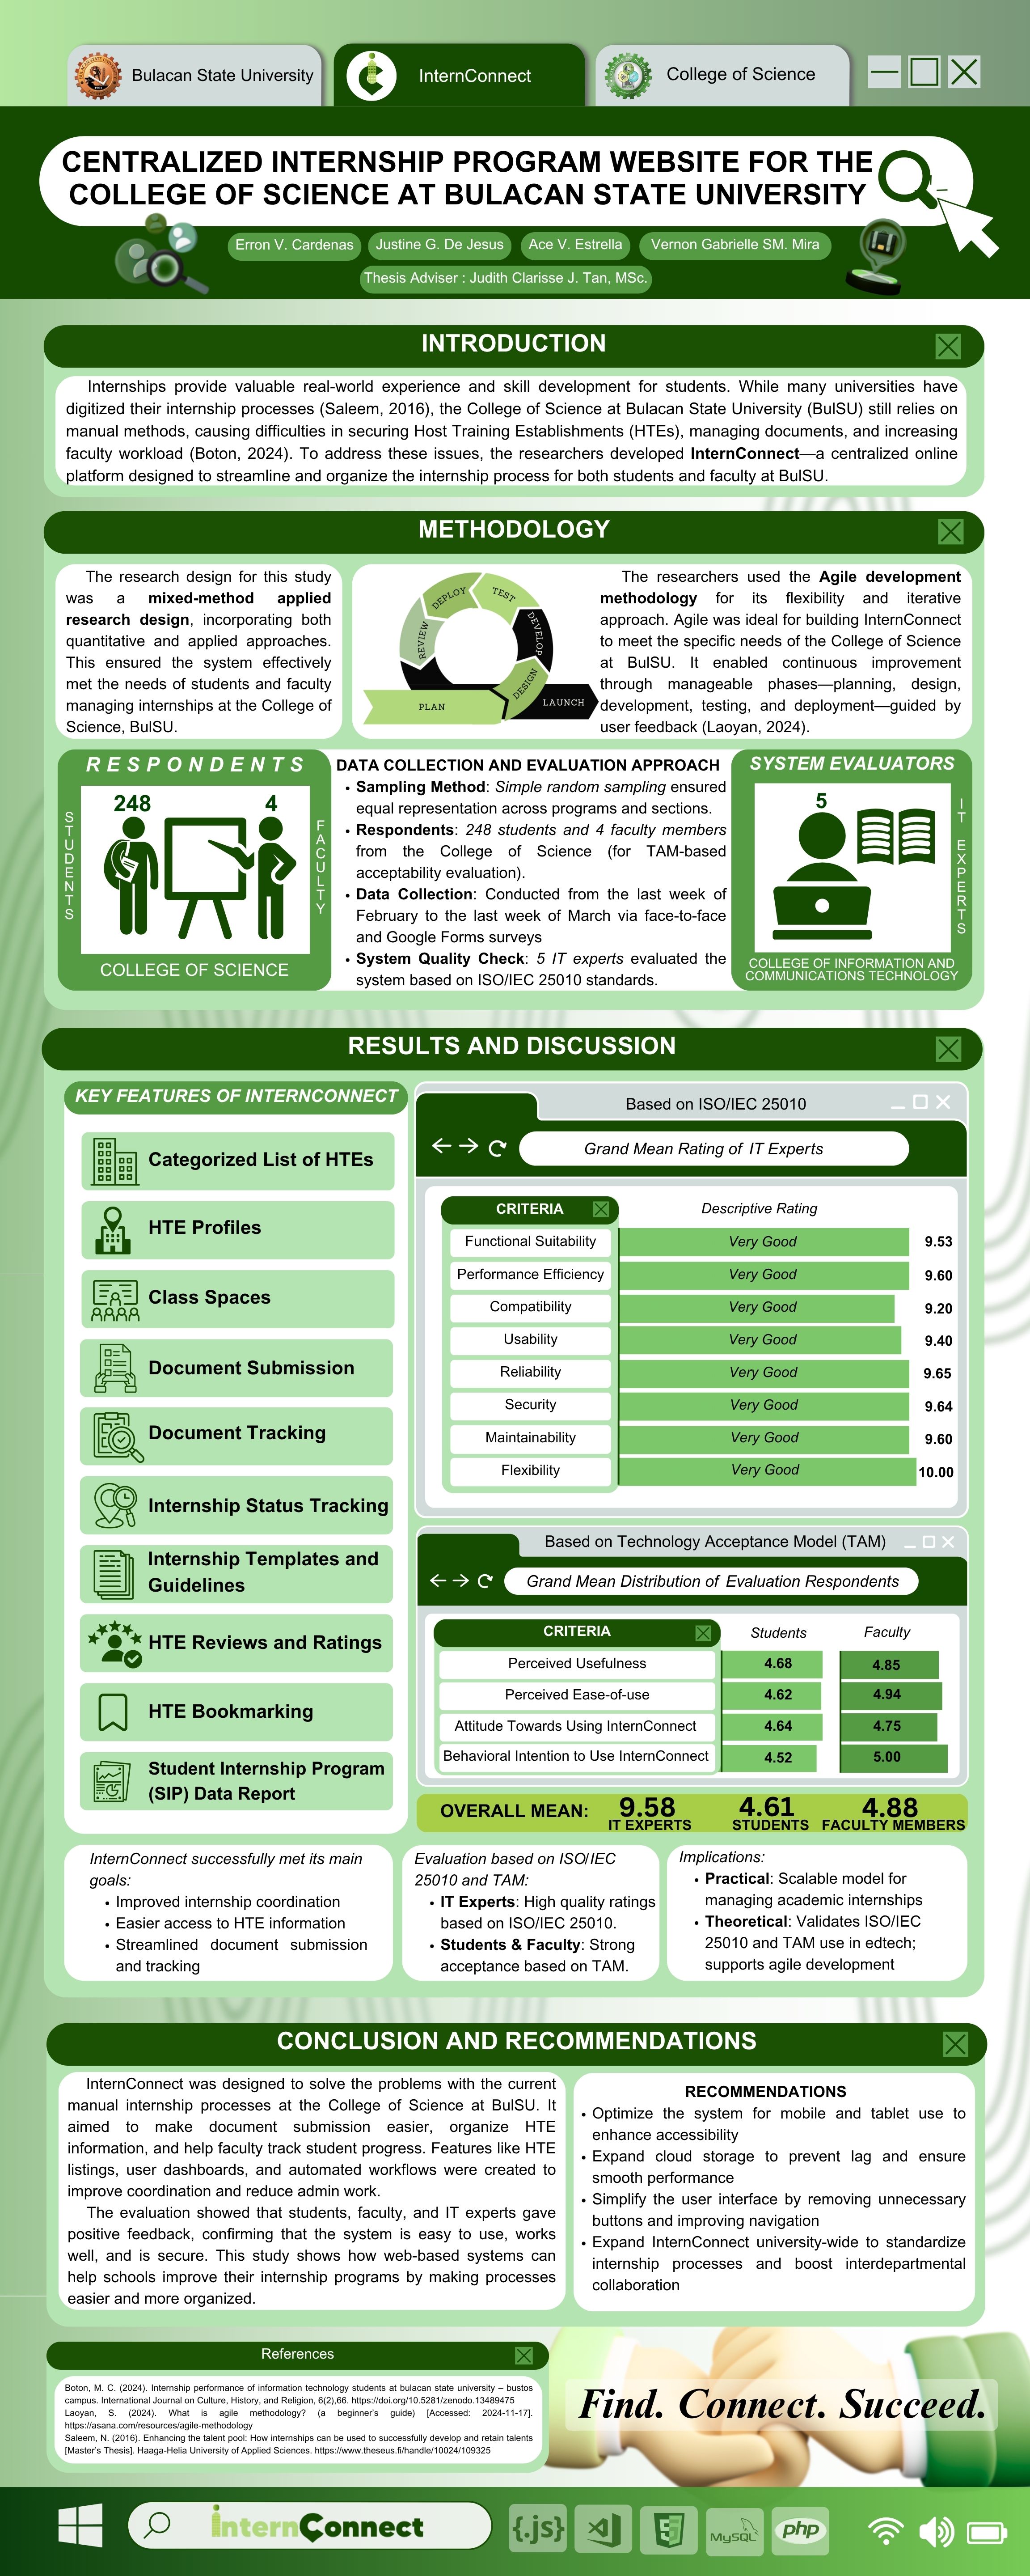 Bulacan State University
InternConnect
College of Science
CENTRALIZED INTERNSHIP PROGRAM WEBSITE FOR THE
COLLEGE OF SCIENCE AT BULACAN STATE UNIVERSITY
Erron V. Cardenas
Justine G. De Jesus
Ace V. Estrella
Vernon Gabrielle SM. Mira
Thesis Adviser : Judith Clarisse J. Tan, MSc.
INTRODUCTION
Internships provide valuable real-world experience and skill development for students. While many universities have
digitized their internship processes (Saleem, 2016), the College of Science at Bulacan State University (BulSU) still relies on
manual methods, causing difficulties in securing Host Training Establishments (HTEs), managing documents, and increasing
faculty workload (Boton, 2024). To address these issues, the researchers developed InternConnect—a centralized online
platform designed to streamline and organize the internship process for both students and faculty at BulSU.
METHODOLOGY
The research design for this study
was a mixed-method applied
research design, incorporating both
quantitative and applied approaches.
This ensured the system effectively
met the needs of students and faculty
managing internships at the College of
Science, BulSU.
DEPLOY
TEST
REVIEW
DEVELOP
DESIGN
PLAN
LAUNCH
The researchers used the Agile development
methodology for its flexibility and iterative
approach. Agile was ideal for building InternConnect
to meet the specific needs of the College of Science
at BulSU. It enabled continuous improvement
through manageable phases—planning, design,
development, testing, and deployment—guided by
user feedback (Laoyan, 2024).
RESPONDENTS
STUDENTS
248
4
FACULTY
COLLEGE OF SCIENCE
DATA COLLECTION AND EVALUATION APPROACH
• Sampling Method: Simple random sampling ensured
equal representation across programs and sections.
• Respondents: 248 students and 4 faculty members
from the College of Science (for TAM-based
acceptability evaluation).
• Data Collection: Conducted from the last week of
February to the last week of March via face-to-face
and Google Forms surveys
• System Quality Check: 5 IT experts evaluated the
system based on ISO/IEC 25010 standards.
SYSTEM EVALUATORS
5
IT EXPERTS
COLLEGE OF INFORMATION AND
COMMUNICATIONS TECHNOLOGY
RESULTS AND DISCUSSION
KEY FEATURES OF INTERNCONNECT
Categorized List of HTEs
HTE Profiles
Class Spaces
Document Submission
Document Tracking
Internship Status Tracking
Internship Templates and
Guidelines
HTE Reviews and Ratings
HTE Bookmarking
Student Internship Program
(SIP) Data Report
Based on ISO/IEC 25010
Grand Mean Rating of IT Experts
CRITERIA
Descriptive Rating
Functional Suitability Very Good 9.53
Performance Efficiency Very Good 9.60
Compatibility Very Good 9.20
Usability Very Good 9.40
Reliability Very Good 9.65
Security Very Good 9.64
Maintainability Very Good 9.60
Flexibility Very Good 10.00
Based on Technology Acceptance Model (TAM)
Grand Mean Distribution of Evaluation Respondents
CRITERIA Students Faculty
Perceived Usefulness 4.68 4.85
Perceived Ease-of-use 4.62 4.94
Attitude Towards Using InternConnect 4.64 4.75
Behavioral Intention to Use InternConnect 4.52 5.00
OVERALL MEAN: 9.58 4.61 4.88
IT EXPERTS STUDENTS FACULTY MEMBERS
InternConnect successfully met its main
goals:
• Improved internship coordination
• Easier access to HTE information
• Streamlined document submission
and tracking
Evaluation based on ISO/IEC
25010 and TAM:
• IT Experts: High quality ratings
based on ISO/IEC 25010.
• Students & Faculty: Strong
acceptance based on TAM.
Implications:
• Practical: Scalable model for
managing academic internships
• Theoretical: Validates ISO/IEC
25010 and TAM use in edtech;
supports agile development
CONCLUSION AND RECOMMENDATIONS
InternConnect was designed to solve the problems with the current
manual internship processes at the College of Science at BulSU. It
aimed to make document submission easier, organize HTE
information, and help faculty track student progress. Features like HTE
listings, user dashboards, and automated workflows were created to
improve coordination and reduce admin work.
The evaluation showed that students, faculty, and IT experts gave
positive feedback, confirming that the system is easy to use, works
well, and is secure. This study shows how web-based systems can
help schools improve their internship programs by making processes
easier and more organized.
RECOMMENDATIONS
• Optimize the system for mobile and tablet use to
enhance accessibility
• Expand cloud storage to prevent lag and ensure
smooth performance
• Simplify the user interface by removing unnecessary
buttons and improving navigation
• Expand InternConnect university-wide to standardize
internship processes and boost interdepartmental
collaboration
References
Boton, M. C. (2024). Internship performance of information technology students at bulacan state university – bustos
campus. International Journal on Culture, History, and Religion, 6(2),66. https://doi.org/10.5281/zenodo.13489475
Laoyan, S. (2024). What is agile methodology? (a beginner's guide) [Accessed: 2024-11-17].
https://asana.com/resources/agile-methodology
Saleem, N. (2016). Enhancing the talent pool: How internships can be used to successfully develop and retain talents
[Master's Thesis]. Haaga-Helia University of Applied Sciences. https://www.theseus.fi/handle/10024/109325
Find. Connect. Succeed.
internConnect
{.js}
MySQL
php